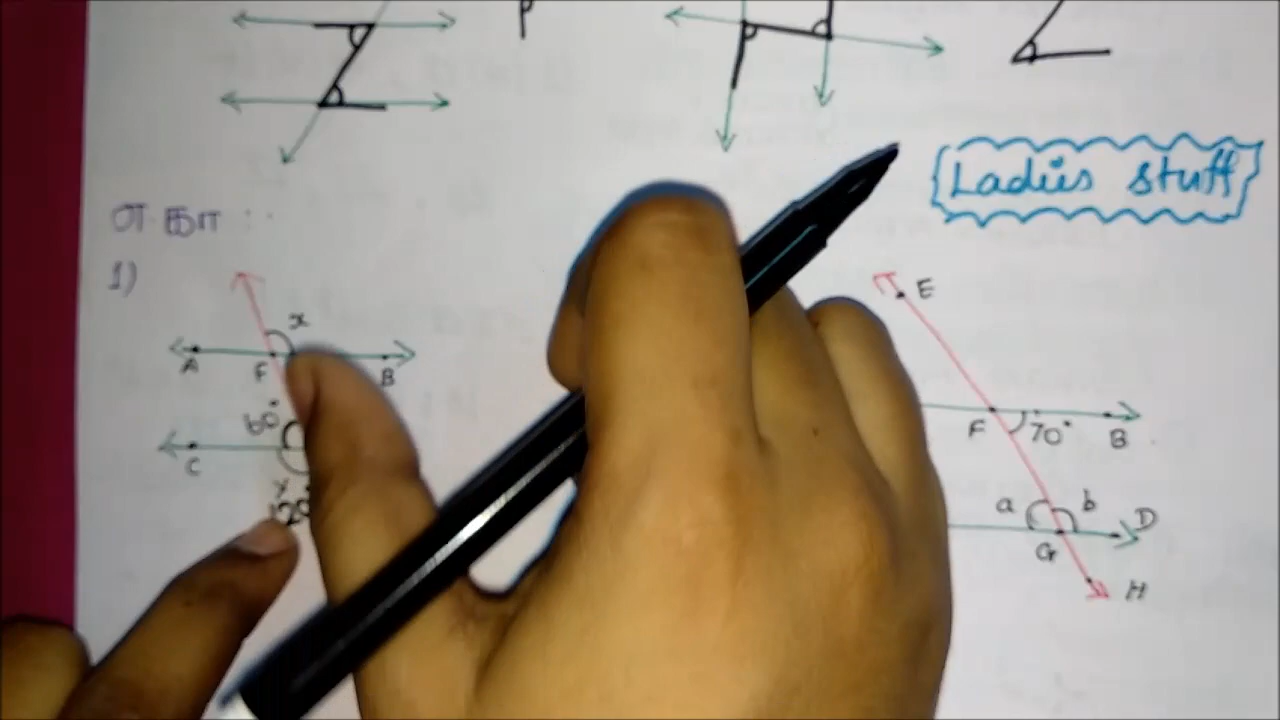 Ladies stuff
எ.கா :-
1)
x
A F B
60°
C
y
120
E
F 70° B
a b D
G
H